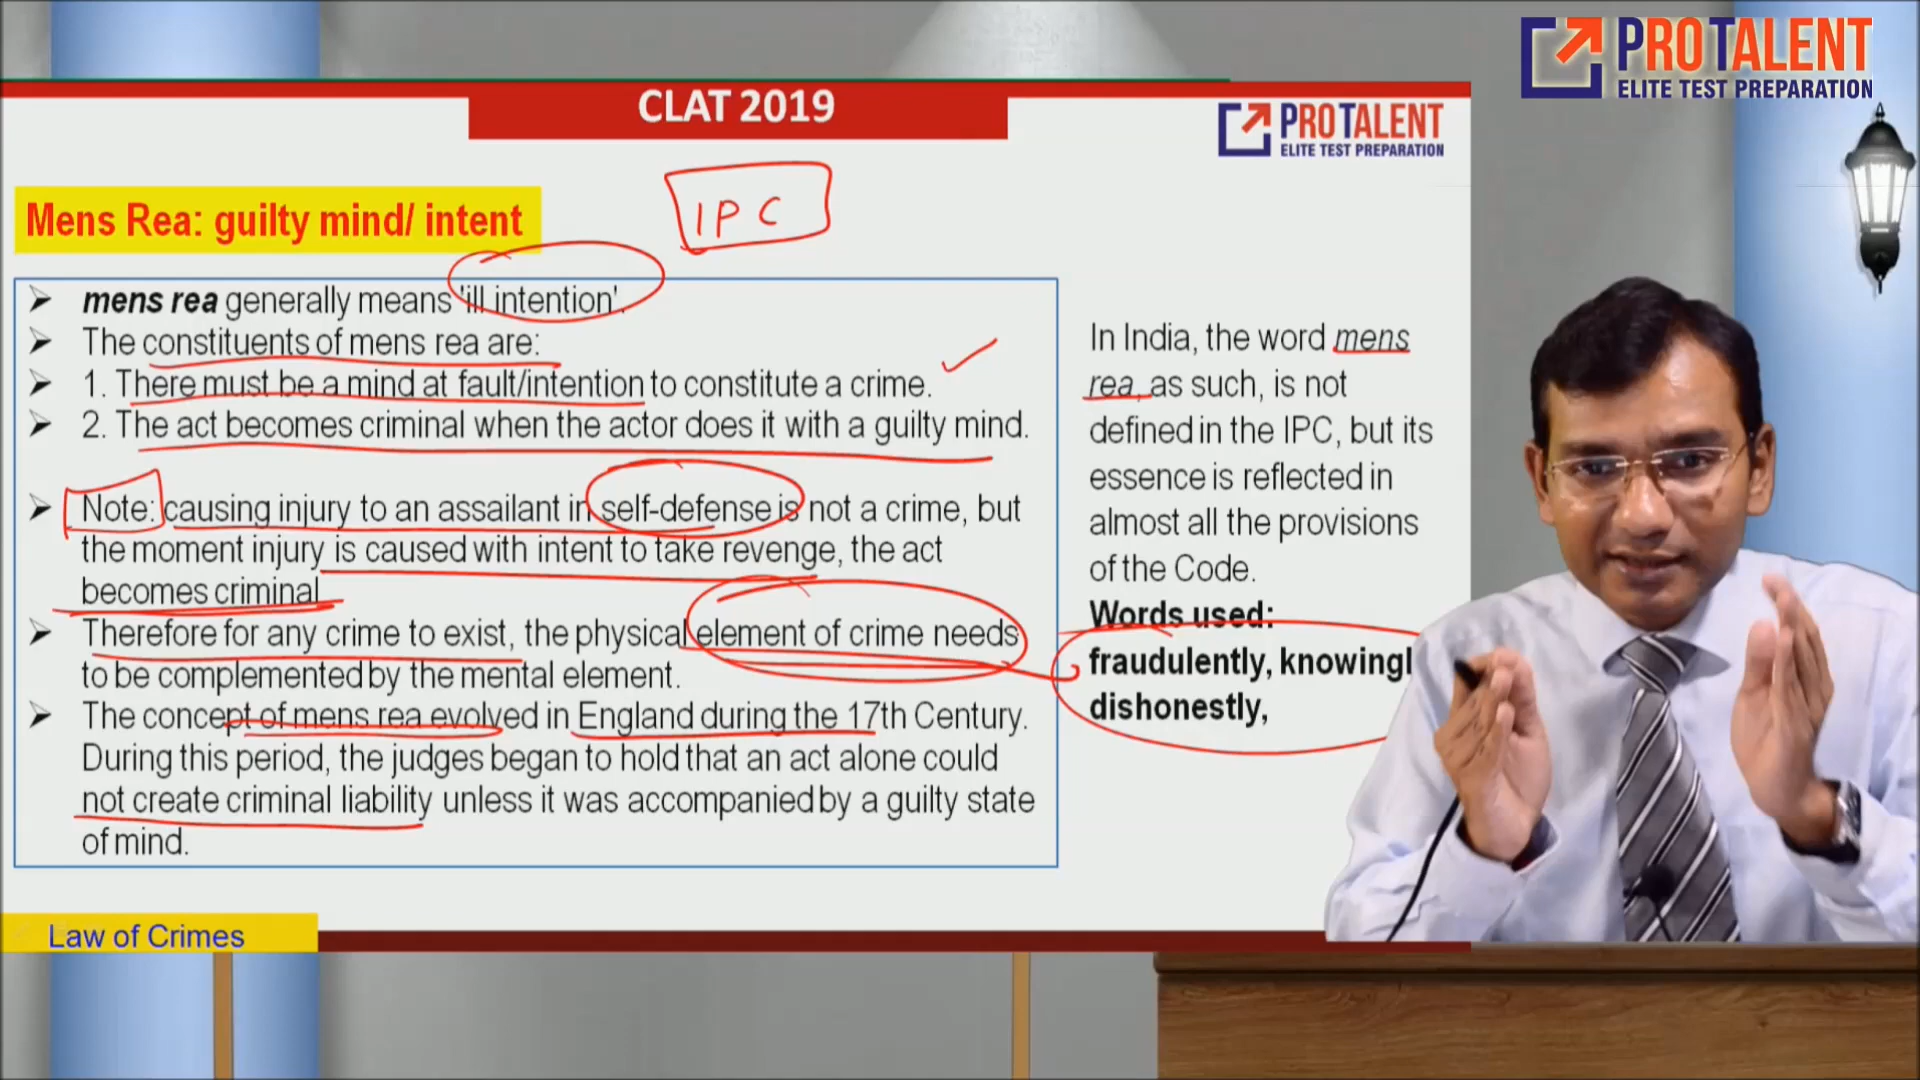 PRO TALENT
ELITE TEST PREPARATION
CLAT 2019
PRO TALENT
ELITE TEST PREPARATION
IPC
Mens Rea: guilty mind/ intent
➤ mens rea generally means 'ill intention'.
➤ The constituents of mens rea are:
➤ 1. There must be a mind at fault/intention to constitute a crime.
➤ 2. The act becomes criminal when the actor does it with a guilty mind.
➤ Note: causing injury to an assailant in self-defense is not a crime, but
the moment injury is caused with intent to take revenge, the act
becomes criminal
➤ Therefore for any crime to exist, the physical element of crime needs
to be complemented by the mental element.
➤ The concept of mens rea evolved in England during the 17th Century.
During this period, the judges began to hold that an act alone could
not create criminal liability unless it was accompanied by a guilty state
of mind.
In India, the word mens
rea, as such, is not
defined in the IPC, but its
essence is reflected in
almost all the provisions
of the Code.
Words used:
fraudulently, knowingl
dishonestly,
Law of Crimes